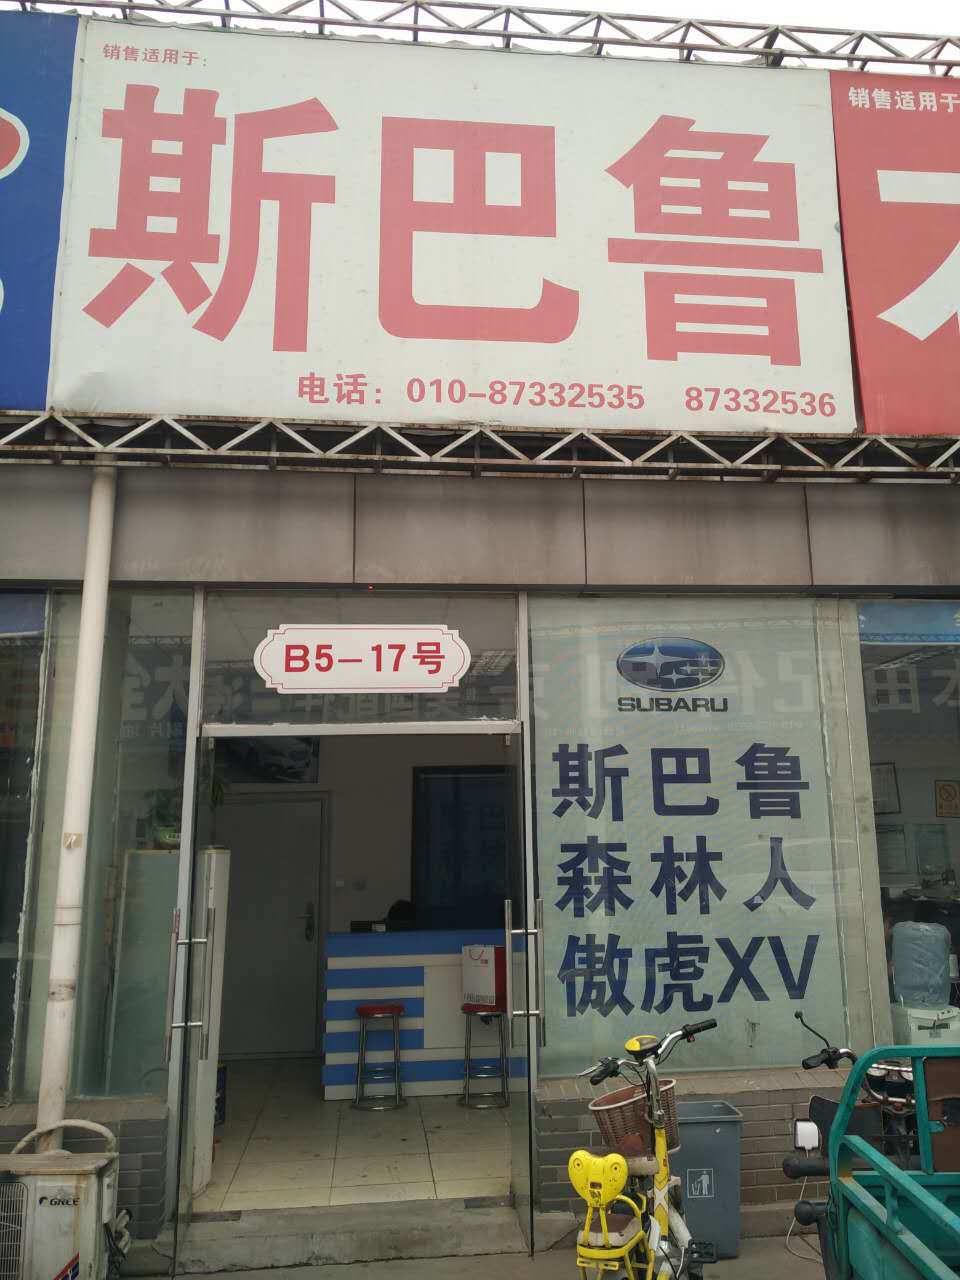 销售适用于:
斯巴鲁
电话: 010-87332535 87332536
销售适用于
B5-17号
SUBARU
斯巴鲁
森林人
傲虎XV
GREE